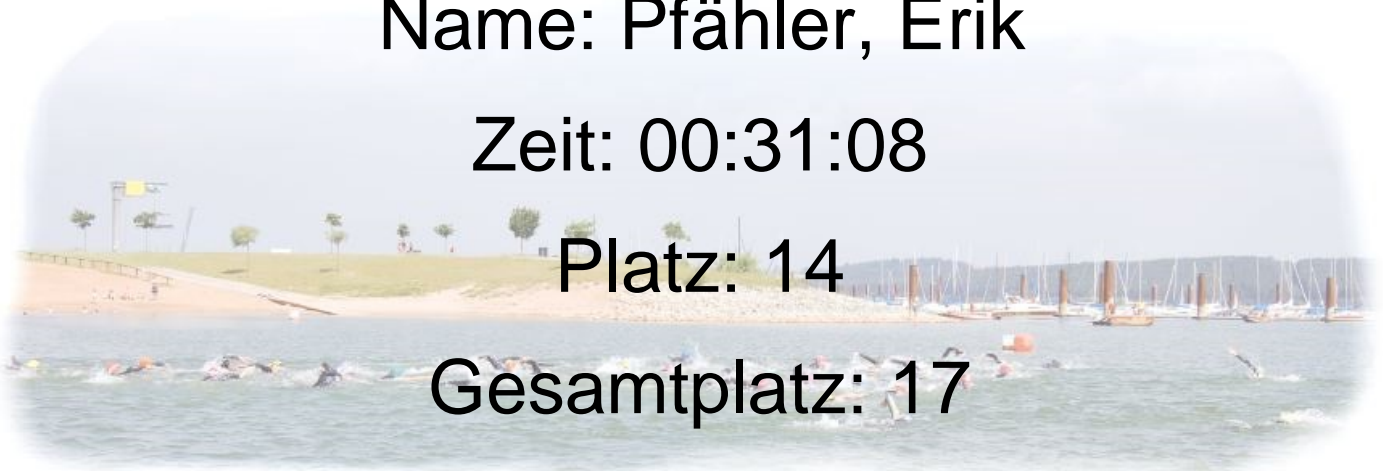 Name: Pfähler, Erik
Zeit: 00:31:08
Platz: 14
Gesamtplatz: 17